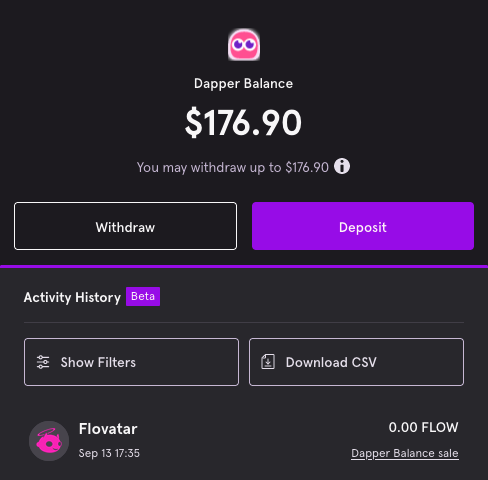 Dapper Balance
$176.90
You may withdraw up to $176.90
Withdraw
Deposit
Activity History Beta
Show Filters
Download CSV
Flovatar
0.00 FLOW
Sep 13 17:35
Dapper Balance sale